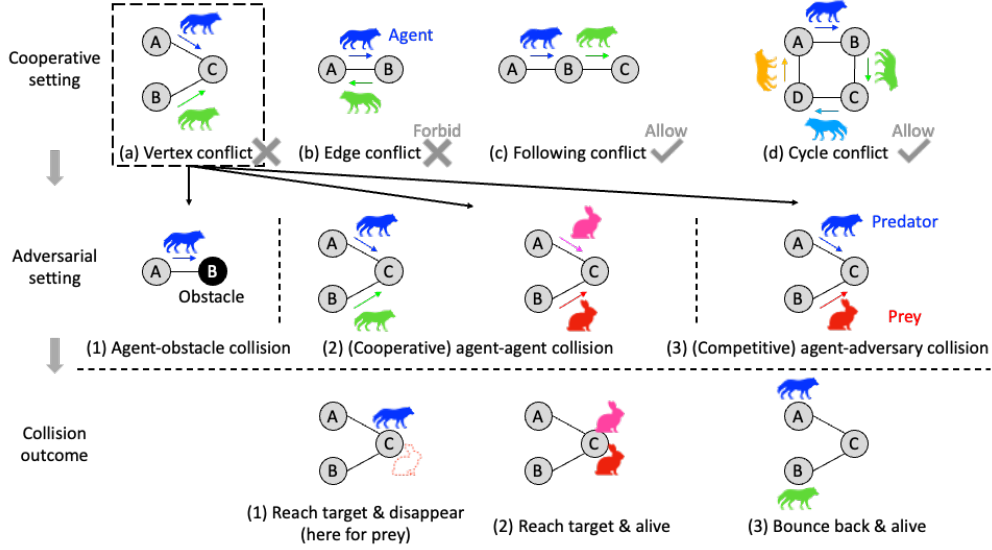 Cooperative
setting
A
B
C
A
B
Agent
A
B
C
A
B
D
C
Forbid
Allow
Allow
(a) Vertex conflict
(b) Edge conflict
(c) Following conflict
(d) Cycle conflict
Adversarial
setting
A
B
Obstacle
A
C
B
A
C
B
A
C
B
Predator
Prey
(1) Agent-obstacle collision
(2) (Cooperative) agent-agent collision
(3) (Competitive) agent-adversary collision
Collision
outcome
A
C
B
A
C
B
A
C
B
(1) Reach target & disappear
(here for prey)
(2) Reach target & alive
(3) Bounce back & alive